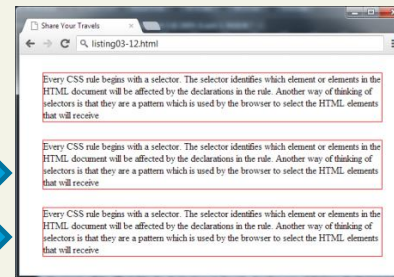 Share Your Travels
listing03-12.html
Every CSS rule begins with a selector. The selector identifies which element or elements in the
HTML document will be affected by the declarations in the rule. Another way of thinking of
selectors is that they are a pattern which is used by the browser to select the HTML elements
that will receive
Every CSS rule begins with a selector. The selector identifies which element or elements in the
HTML document will be affected by the declarations in the rule. Another way of thinking of
selectors is that they are a pattern which is used by the browser to select the HTML elements
that will receive
Every CSS rule begins with a selector. The selector identifies which element or elements in the
HTML document will be affected by the declarations in the rule. Another way of thinking of
selectors is that they are a pattern which is used by the browser to select the HTML elements
that will receive